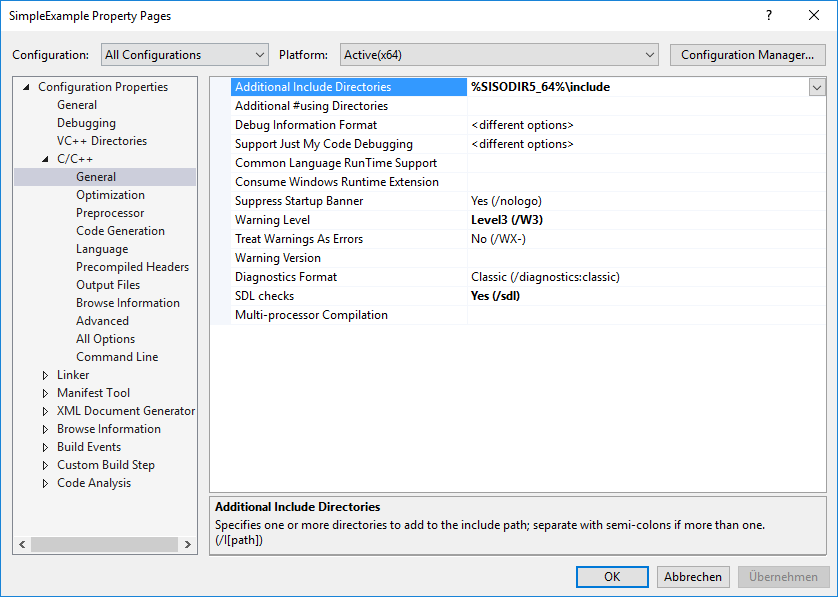 SimpleExample Property Pages
?
Configuration: All Configurations Platform: Active(x64) Configuration Manager...
Configuration Properties
General
Debugging
VC++ Directories
C/C++
General
Optimization
Preprocessor
Code Generation
Language
Precompiled Headers
Output Files
Browse Information
Advanced
All Options
Command Line
Linker
Manifest Tool
XML Document Generator
Browse Information
Build Events
Custom Build Step
Code Analysis
Additional Include Directories %SISODIR5_64%\include
Additional #using Directories
Debug Information Format <different options>
Support Just My Code Debugging <different options>
Common Language RunTime Support
Consume Windows Runtime Extension
Suppress Startup Banner Yes (/nologo)
Warning Level Level3 (/W3)
Treat Warnings As Errors No (/WX-)
Warning Version
Diagnostics Format Classic (/diagnostics:classic)
SDL checks Yes (/sdl)
Multi-processor Compilation
Additional Include Directories
Specifies one or more directories to add to the include path; separate with semi-colons if more than one.
(/I[path])
OK Abbrechen Übernehmen